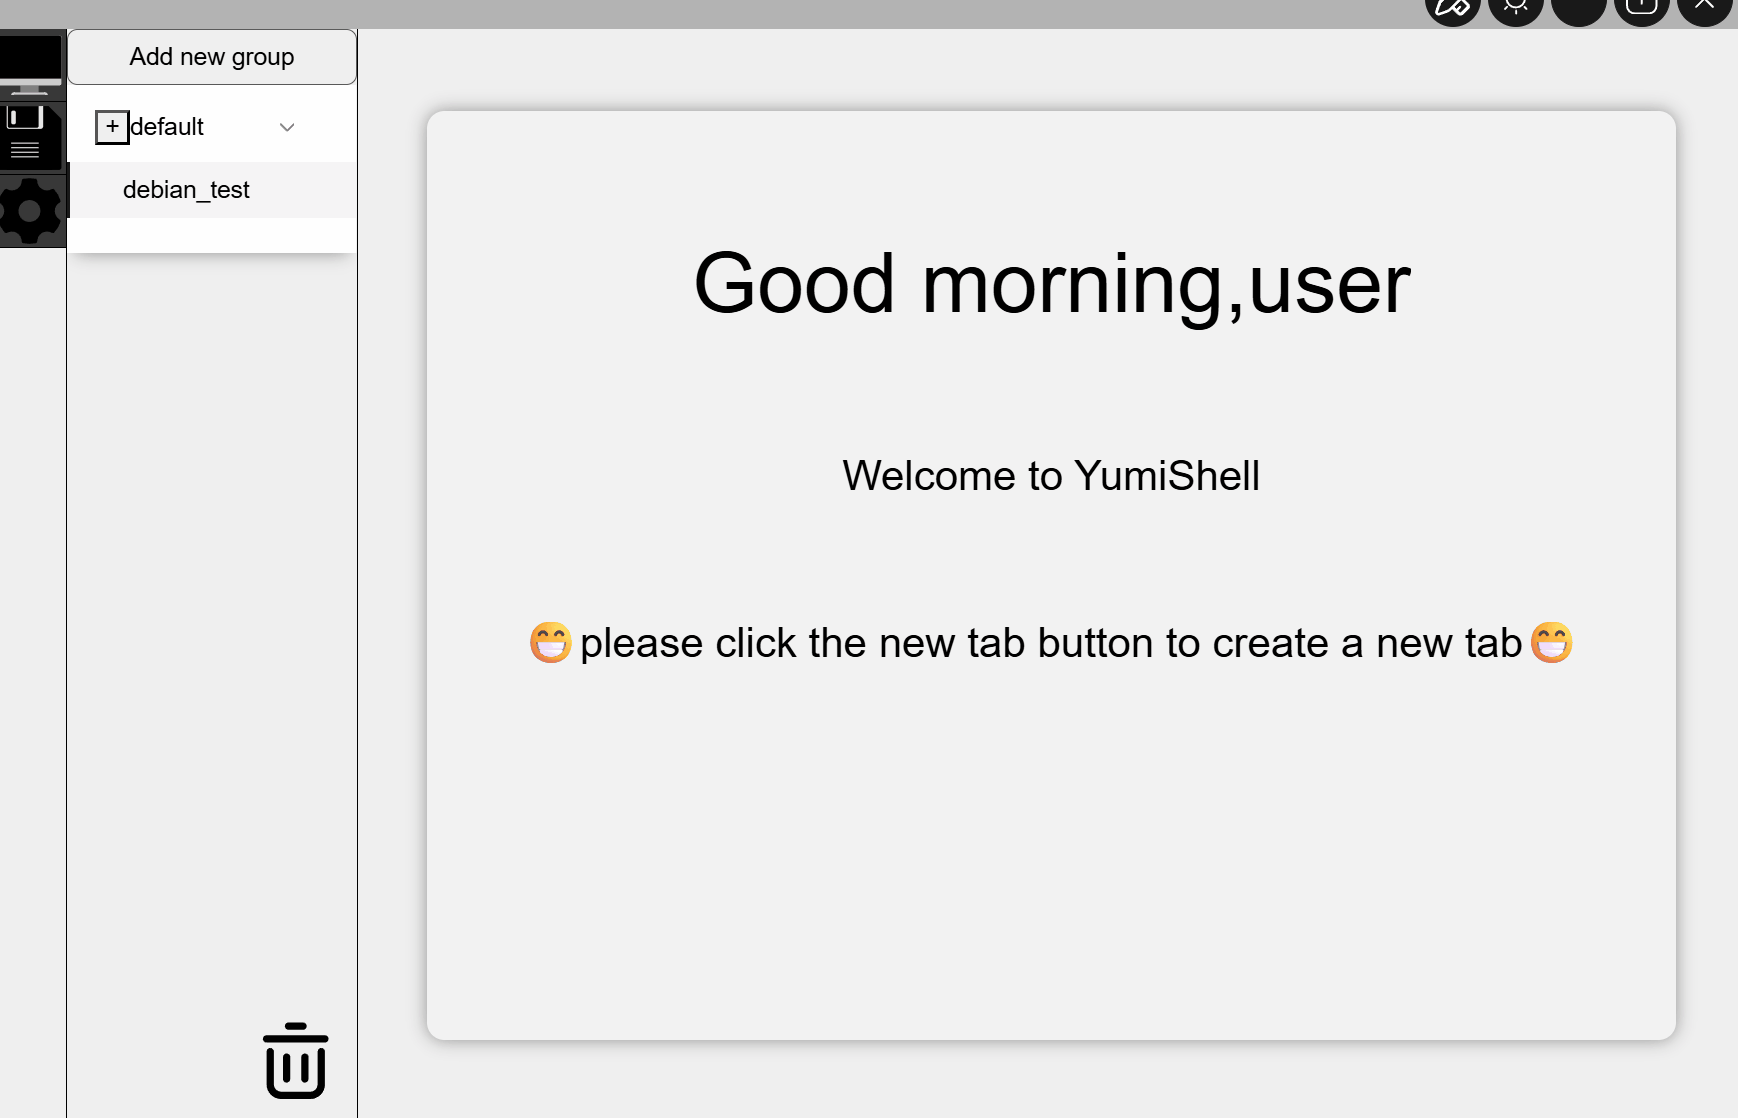 Add new group
+ default
debian_test
Good morning,user
Welcome to YumiShell
😁please click the new tab button to create a new tab😁